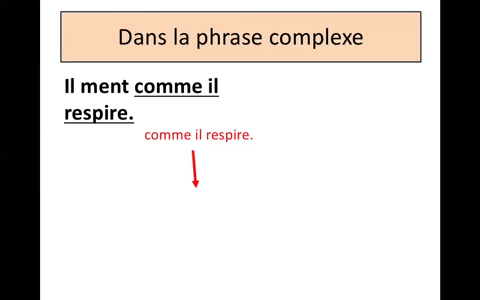 Dans la phrase complexe
Il ment comme il
respire.
comme il respire.